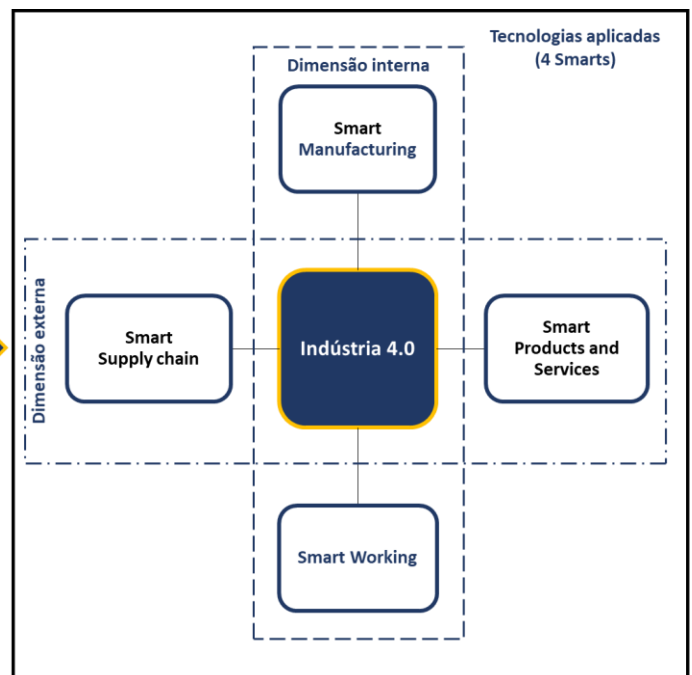 Tecnologias aplicadas
(4 Smarts)
Dimensão interna
Smart
Manufacturing
Dimensão externa
Smart
Supply chain
Indústria 4.0
Smart
Products and
Services
Smart Working